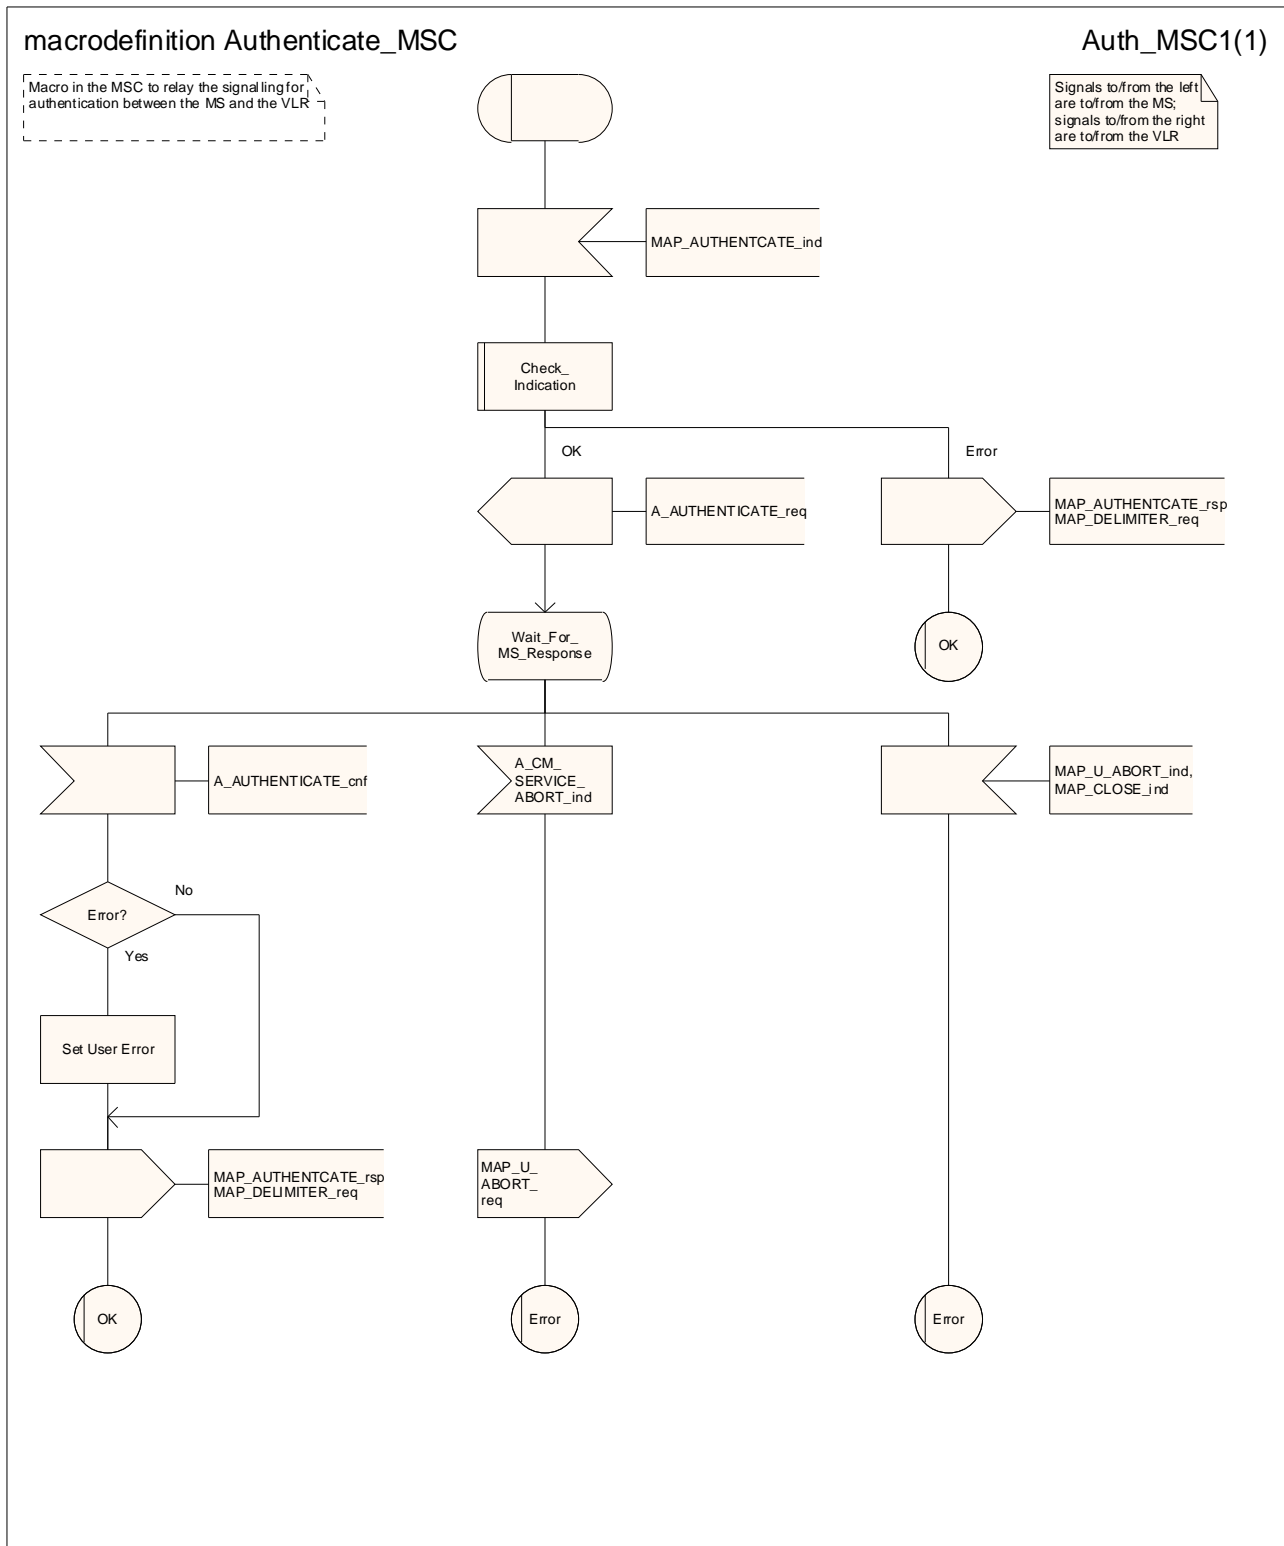 macrodefinition Authenticate_MSC
Auth_MSC1(1)
Macro in the MSC to relay the signalling for
authentication between the MS and the VLR
Signals to/from the left
are to/from the MS;
signals to/from the right
are to/from the VLR
MAP_AUTHENTCATE_ind
Check_
Indication
OK
Error
A_AUTHENTICATE_req
MAP_AUTHENTCATE_rsp
MAP_DELIMITER_req
Wait_For_
MS_Response
OK
A_AUTHENTICATE_cnf
A_CM_
SERVICE_
ABORT_ind
MAP_U_ABORT_ind,
MAP_CLOSE_ind
No
Error?
Yes
Set User Error
MAP_AUTHENTCATE_rsp
MAP_DELIMITER_req
MAP_U_
ABORT_
req
OK
Error
Error